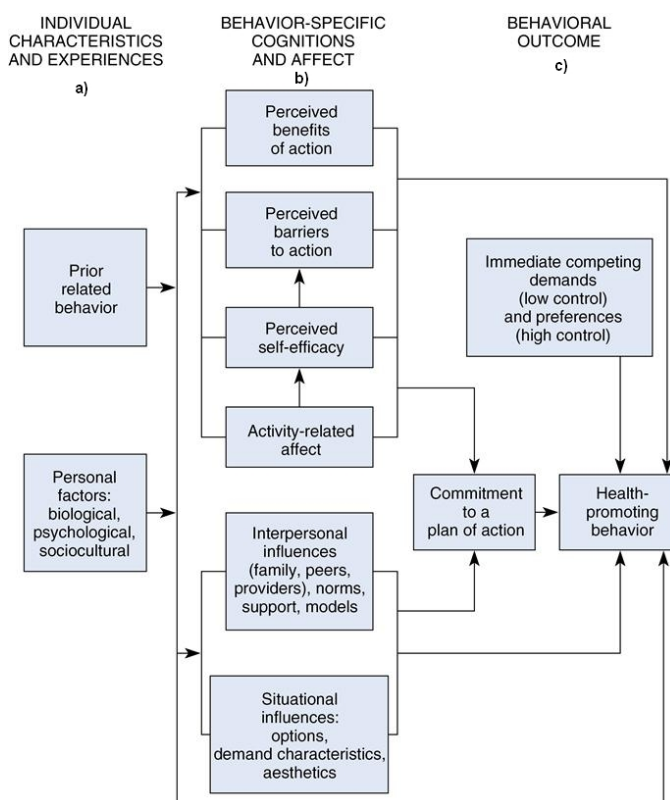 INDIVIDUAL
CHARACTERISTICS
AND EXPERIENCES
a)
BEHAVIOR-SPECIFIC
COGNITIONS
AND AFFECT
b)
BEHAVIORAL
OUTCOME
c)
Prior
related
behavior
Personal
factors:
biological,
psychological,
sociocultural
Perceived
benefits
of action
Perceived
barriers
to action
Perceived
self-efficacy
Activity-related
affect
Interpersonal
influences
(family, peers,
providers), norms,
support, models
Situational
influences:
options,
demand characteristics,
aesthetics
Immediate competing
demands
(low control)
and preferences
(high control)
Commitment
to a
plan of action
Health-
promoting
behavior